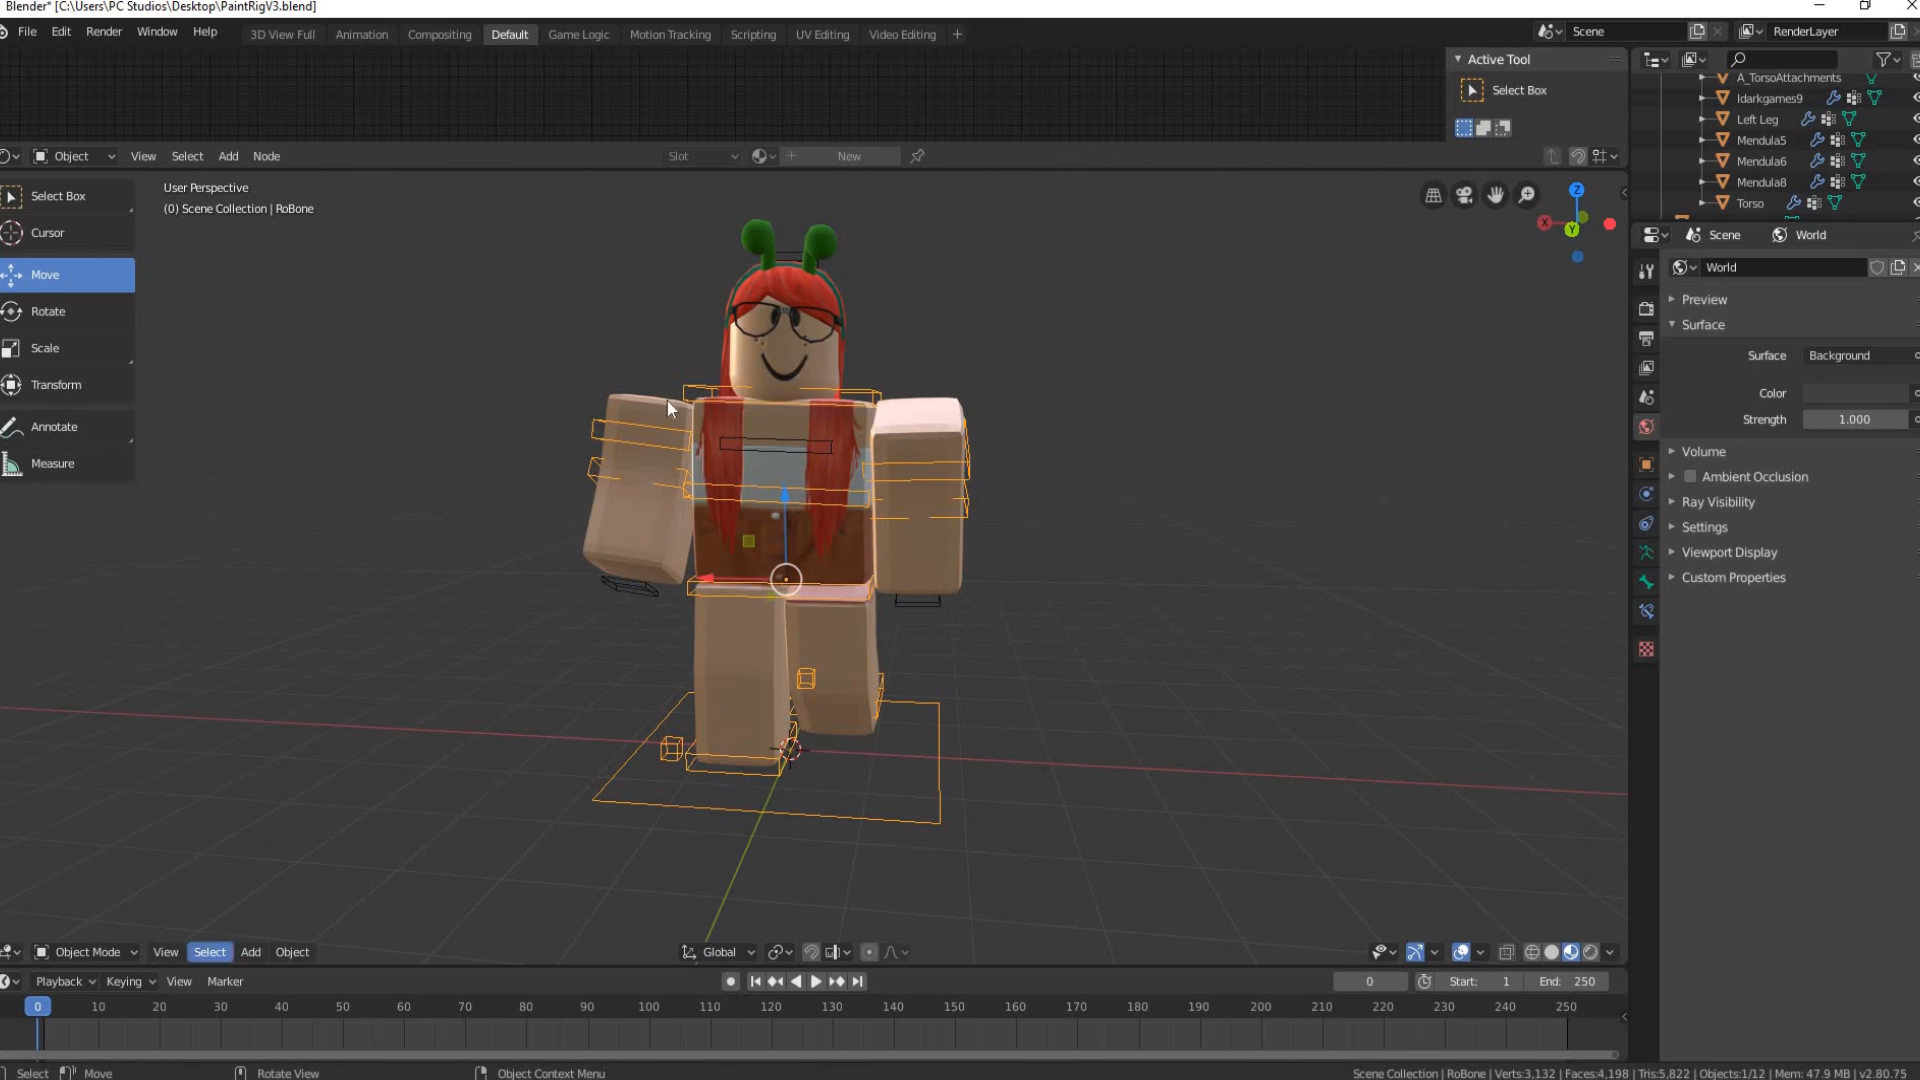 Blender* [C:\Users\PC Studios\Desktop\PaintRigV3.blend]
File Edit Render Window Help 3D View Full Animation Compositing Default Game Logic Motion Tracking Scripting UV Editing Video Editing + Scene RenderLayer
Active Tool
Select Box
A_TorsoAttachments
Idarkgames9
Left Leg
Mendula5
Mendula6
Mendula8
Torso
Object View Select Add Node Slot New
Select Box
Cursor
Move
Rotate
Scale
Transform
Annotate
Measure
User Perspective
(0) Scene Collection | RoBone
Z
X
Y
Scene World
World
Preview
Surface
Surface Background
Color
Strength 1.000
Volume
Ambient Occlusion
Ray Visibility
Settings
Viewport Display
Custom Properties
Object Mode View Select Add Object Global
Playback Keying View Marker 0 Start: 1 End: 250
0 10 20 30 40 50 60 70 80 90 100 110 120 130 140 150 160 170 180 190 200 210 220 230 240 250
Select Move Rotate View Object Context Menu Scene Collection | RoBone | Verts:3,132 | Faces:4,198 | Tris:5,822 | Objects:1/12 | Mem: 47.9 MB | v2.80.75